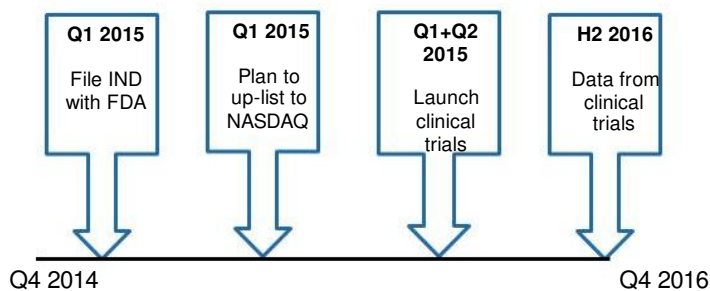 Q1 2015
File IND
with FDA
Q1 2015
Plan to
up-list to
NASDAQ
Q1+Q2
2015
Launch
clinical
trials
H2 2016
Data from
clinical
trials
Q4 2014
Q4 2016